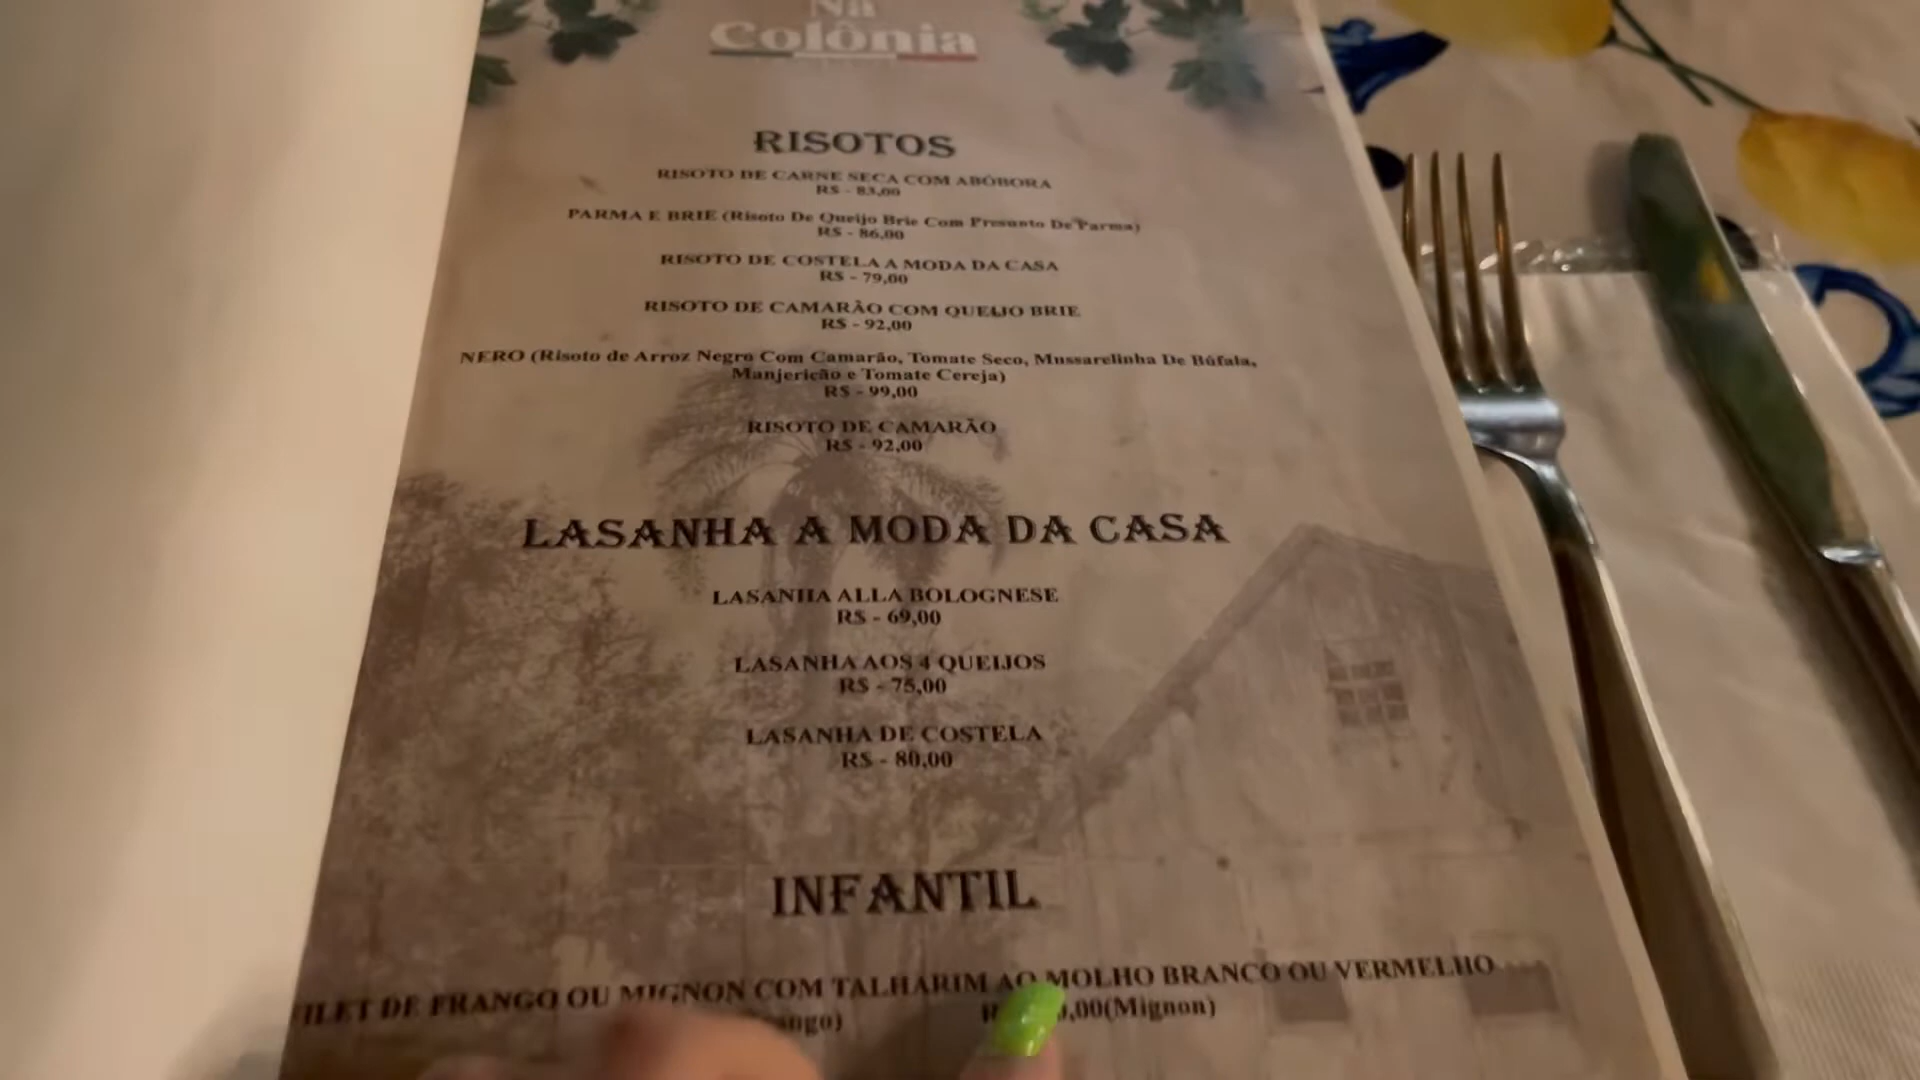 Na
Colônia
RISOTOS
RISOTO DE CARNE SECA COM ABÓBORA
R$ - 83,00
PARMA E BRIE (Risoto De Queijo Brie Com Presunto De Parma)
R$ - 86,00
RISOTO DE COSTELA A MODA DA CASA
R$ - 79,00
RISOTO DE CAMARÃO COM QUEIJO BRIE
R$ - 92,00
NERO (Risoto de Arroz Negro Com Camarão, Tomate Seco, Mussarelinha De Búfala,
Manjericão e Tomate Cereja)
R$ - 99,00
RISOTO DE CAMARÃO
R$ - 92,00
LASANHA A MODA DA CASA
LASANHA ALLA BOLOGNESE
R$ - 69,00
LASANHA AOS 4 QUEIJOS
R$ - 75,00
LASANHA DE COSTELA
R$ - 80,00
INFANTIL
FILET DE FRANGO OU MIGNON COM TALHARIM AO MOLHO BRANCO OU VERMELHO
,00(Mignon)